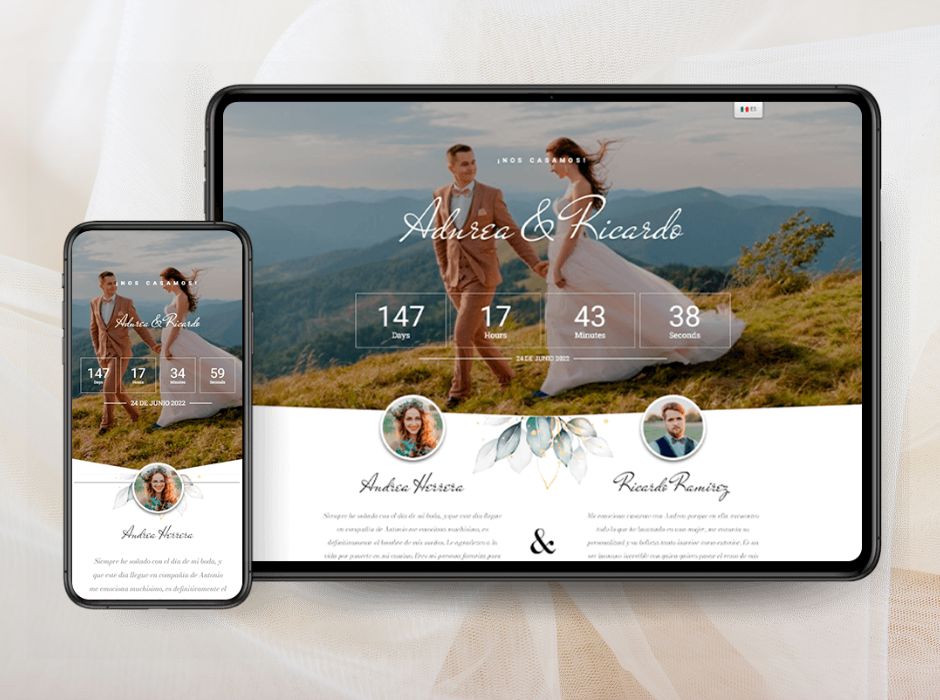 ES
¡NOS CASAMOS!
Adnrea & Ricardo
147
Days
17
Hours
43
Minutes
38
Seconds
24 DE JUNIO 2022
Andrea Herrera
Ricardo Ramirez
Siempre he soñado con el día de mi boda, y que este día llegue
en compañía de Antonio me emociona muchísimo, es
definitivamente el hombre de mis sueños. Le agradezco a la
vida por ponerte en mi camino. Eres mi persona favorita para
&
Me emociona casarme con Andrea porque en ella encuentro
todo lo que he buscado en una mujer, me encanta su
personalidad y su belleza tanto interior como exterior. Es un
ser humano increíble con quien quiero pasar el resto de mis
¡NOS CASAMOS!
Adnrea & Ricardo
147
Days
17
Hours
34
Minutes
59
Seconds
24 DE JUNIO 2022
Andrea Herrera
Siempre he soñado con el día de mi boda, y
que este día llegue en compañía de Antonio
me emociona muchísimo, es definitivamente el